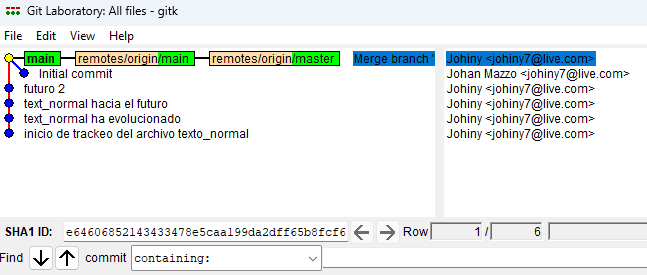 Git Laboratory: All files - gitk
File Edit View Help
main remotes/origin/main remotes/origin/master Merge branch ' Johiny <johiny7@live.com>
Initial commit Johan Mazzo <johiny7@live.com>
futuro 2 Johiny <johiny7@live.com>
text_normal hacia el futuro Johiny <johiny7@live.com>
text_normal ha evolucionado Johiny <johiny7@live.com>
inicio de trackeo del archivo texto_normal Johiny <johiny7@live.com>
SHA1 ID: e64606852143433478e5caa199da2dff65b8fcf6 Row 1 / 6
Find commit containing: